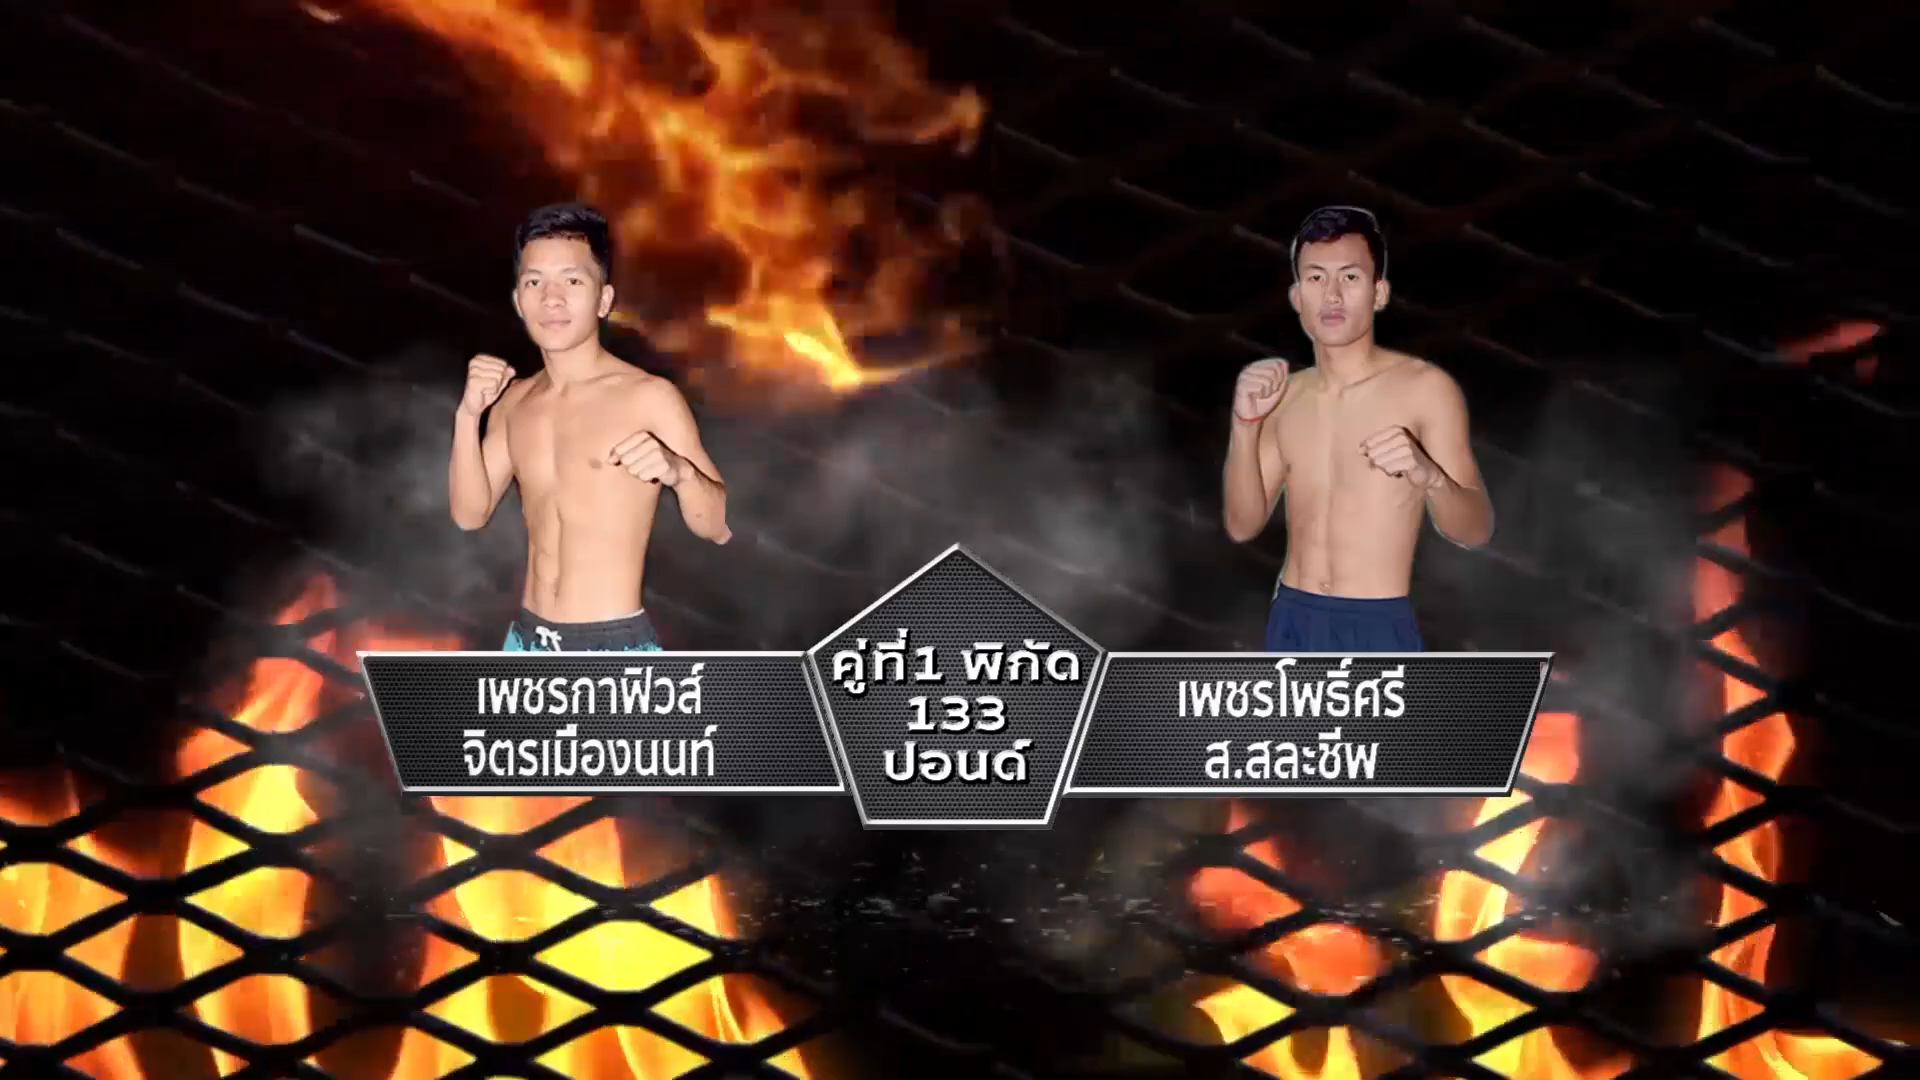 เพชรกาฬิวส์
จิตรเมืองนนท์
คู่ที่1 พิกัด
133
ปอนด์
เพชรโพธิ์ศรี
ส.สละชีพ